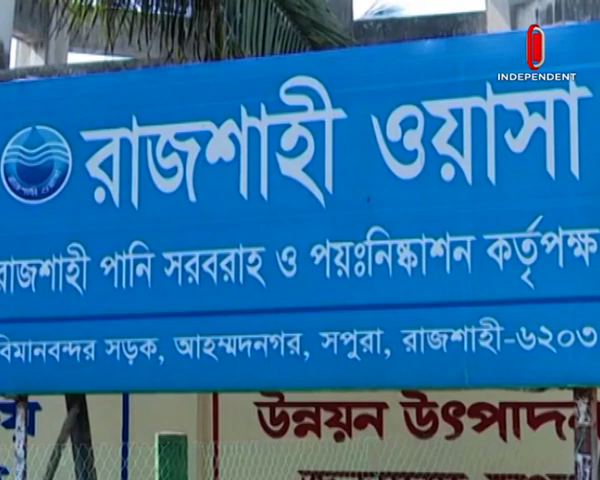 INDEPENDENT
রাজশাহী ওয়াসা
রাজশাহী পানি সরবরাহ ও পয়ঃনিষ্কাশন কর্তৃপক্ষ
বিমানবন্দর সড়ক, আহম্মদনগর, সপুরা, রাজশাহী-৬২০৩
উন্নয়ন উৎপাদন